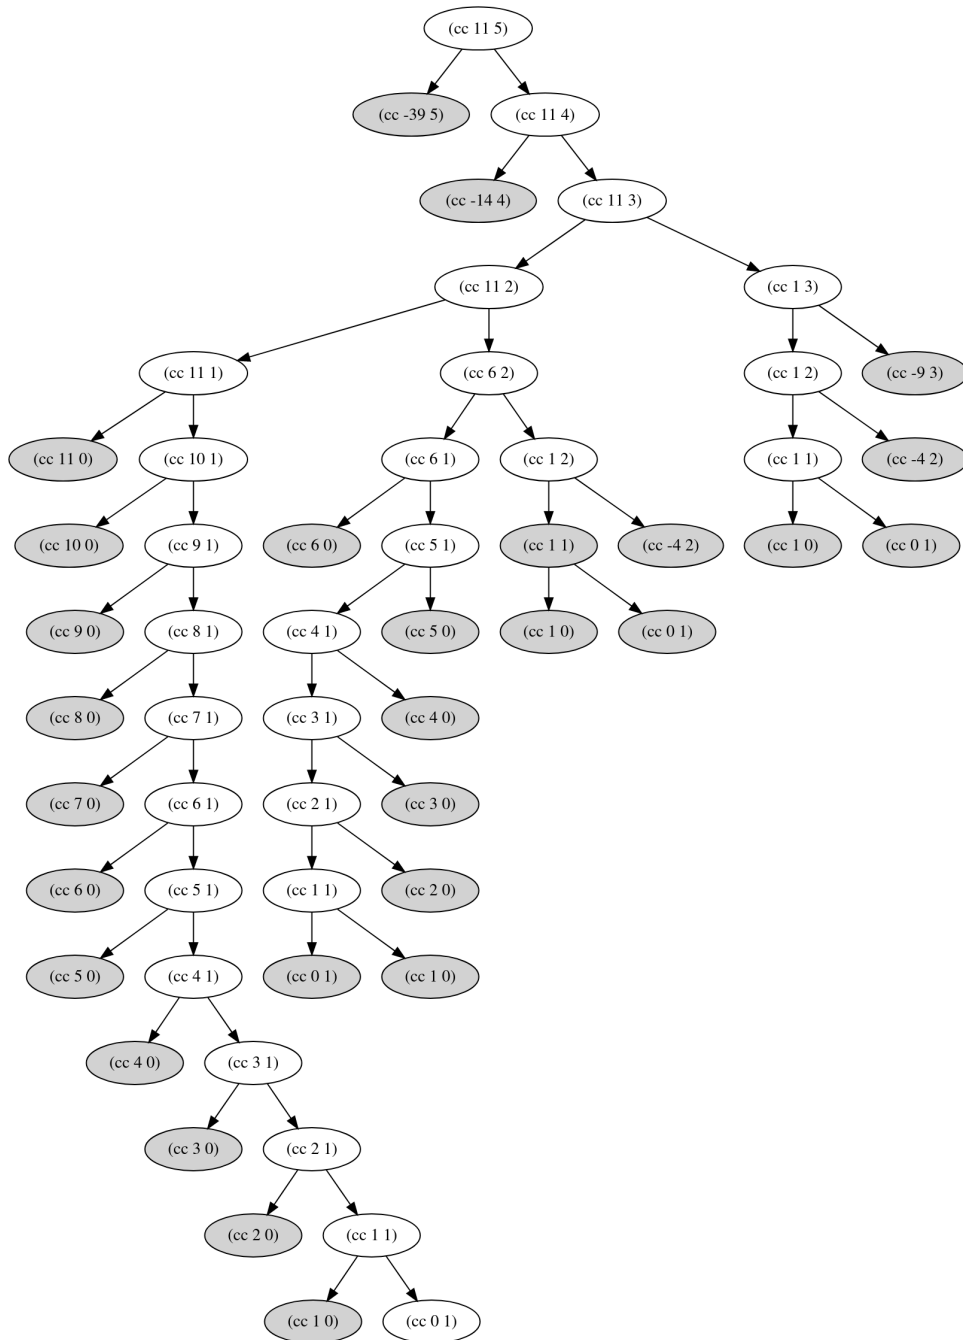 (cc 11 5)
(cc -39 5) (cc 11 4)
(cc -14 4) (cc 11 3)
(cc 11 2) (cc 1 3)
(cc 11 1) (cc 6 2) (cc 1 2) (cc -9 3)
(cc 11 0) (cc 10 1) (cc 6 1) (cc 1 2) (cc 1 1) (cc -4 2)
(cc 10 0) (cc 9 1) (cc 6 0) (cc 5 1) (cc 1 1) (cc -4 2) (cc 1 0) (cc 0 1)
(cc 9 0) (cc 8 1) (cc 4 1) (cc 5 0) (cc 1 0) (cc 0 1)
(cc 8 0) (cc 7 1) (cc 3 1) (cc 4 0)
(cc 7 0) (cc 6 1) (cc 2 1) (cc 3 0)
(cc 6 0) (cc 5 1) (cc 1 1) (cc 2 0)
(cc 5 0) (cc 4 1) (cc 0 1) (cc 1 0)
(cc 4 0) (cc 3 1)
(cc 3 0) (cc 2 1)
(cc 2 0) (cc 1 1)
(cc 1 0) (cc 0 1)